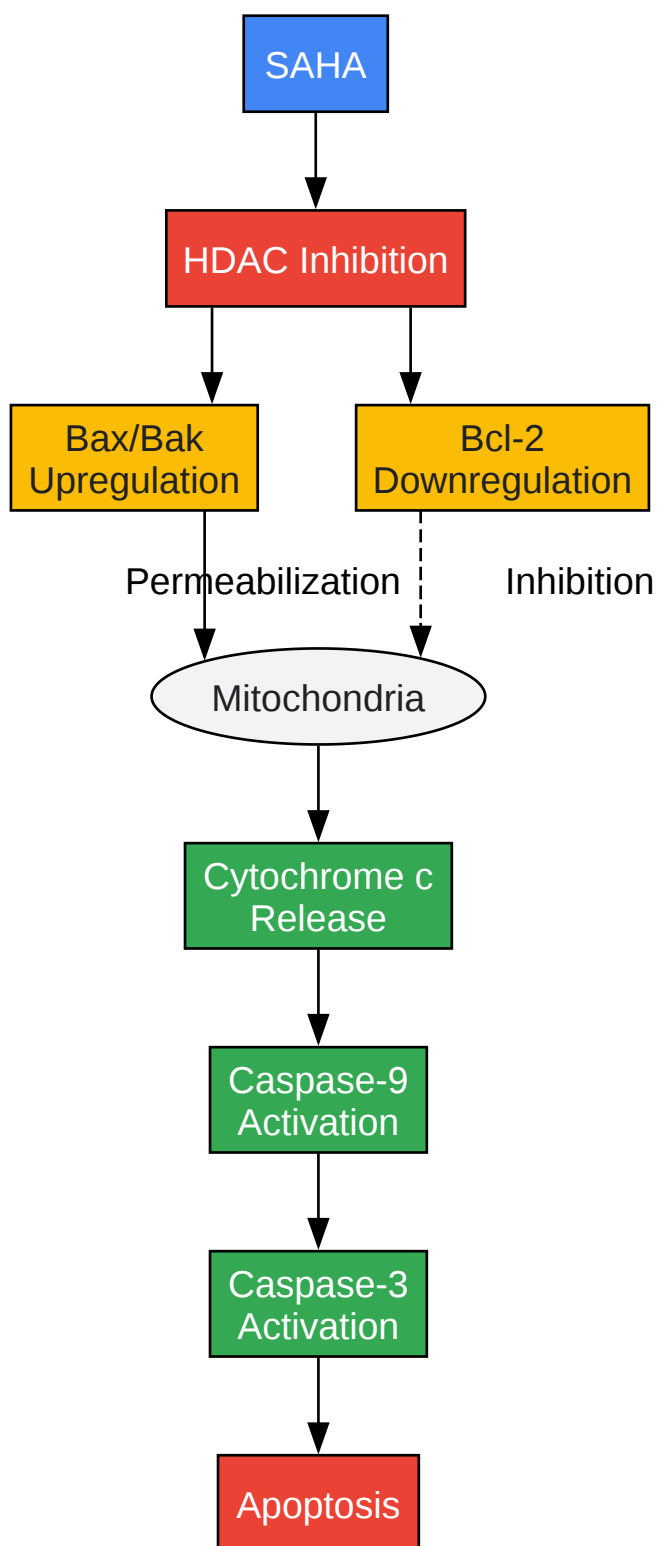 SAHA
HDAC Inhibition
Bax/Bak
Upregulation
Bcl-2
Downregulation
Permeabilization
Inhibition
Mitochondria
Cytochrome c
Release
Caspase-9
Activation
Caspase-3
Activation
Apoptosis